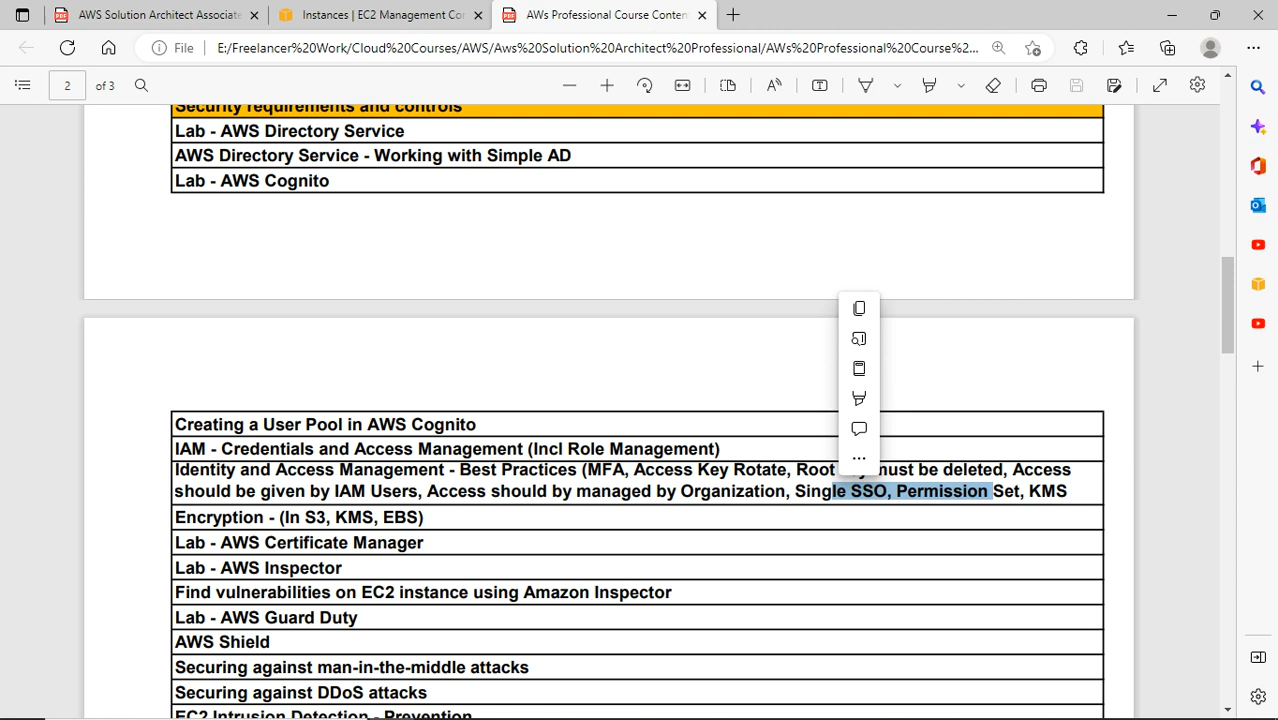 AWS Solution Architect Associate
Instances | EC2 Management Con
AWs Professional Course Conten
File
E:/Freelancer%20Work/Cloud%20Courses/AWS/Aws%20Solution%20Architect%20Professional/AWs%20Professional%20Course%...
2
of 3
Security requirements and controls
Lab - AWS Directory Service
AWS Directory Service - Working with Simple AD
Lab - AWS Cognito
Creating a User Pool in AWS Cognito
IAM - Credentials and Access Management (Incl Role Management)
Identity and Access Management - Best Practices (MFA, Access Key Rotate, Root must be deleted, Access
should be given by IAM Users, Access should by managed by Organization, Single SSO, Permission Set, KMS
Encryption - (In S3, KMS, EBS)
Lab - AWS Certificate Manager
Lab - AWS Inspector
Find vulnerabilities on EC2 instance using Amazon Inspector
Lab - AWS Guard Duty
AWS Shield
Securing against man-in-the-middle attacks
Securing against DDoS attacks
EC2 Intrusion Detection - Prevention